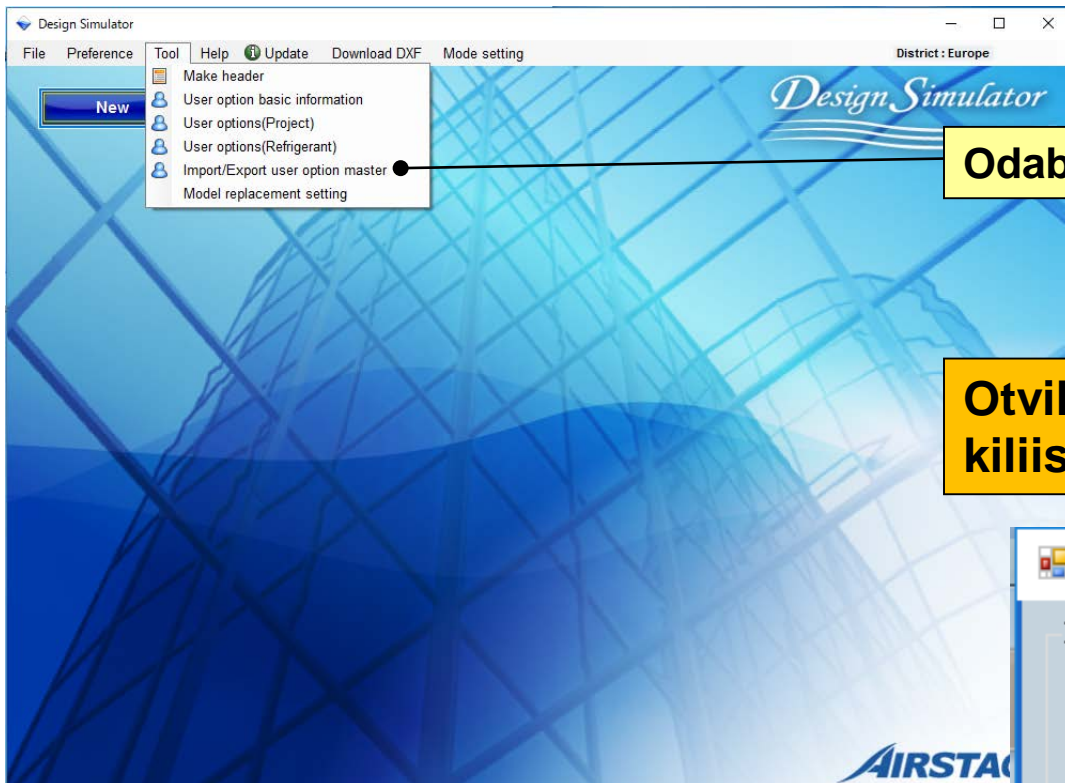 Design Simulator
File Preference Tool Help Update Download DXF Mode setting District : Europe
Make header
User option basic information
User options(Project)
User options(Refrigerant)
Import/Export user option master
Model replacement setting
New
Design Simulator
Odab
Otvil
kiliis
AIRSTAG